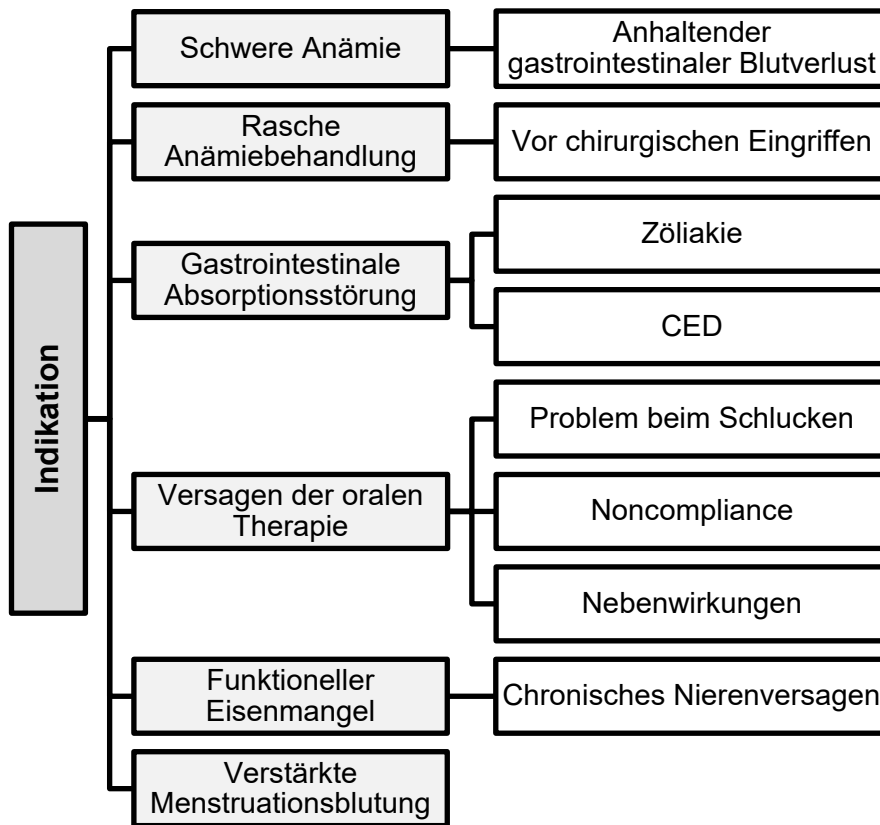 Indikation
Schwere Anämie
Anhaltender
gastrointestinaler Blutverlust
Rasche
Anämiebehandlung
Vor chirurgischen Eingriffen
Gastrointestinale
Absorptionsstörung
Zöliakie
CED
Versagen der oralen
Therapie
Problem beim Schlucken
Noncompliance
Nebenwirkungen
Funktioneller
Eisenmangel
Chronisches Nierenversagen
Verstärkte
Menstruationsblutung